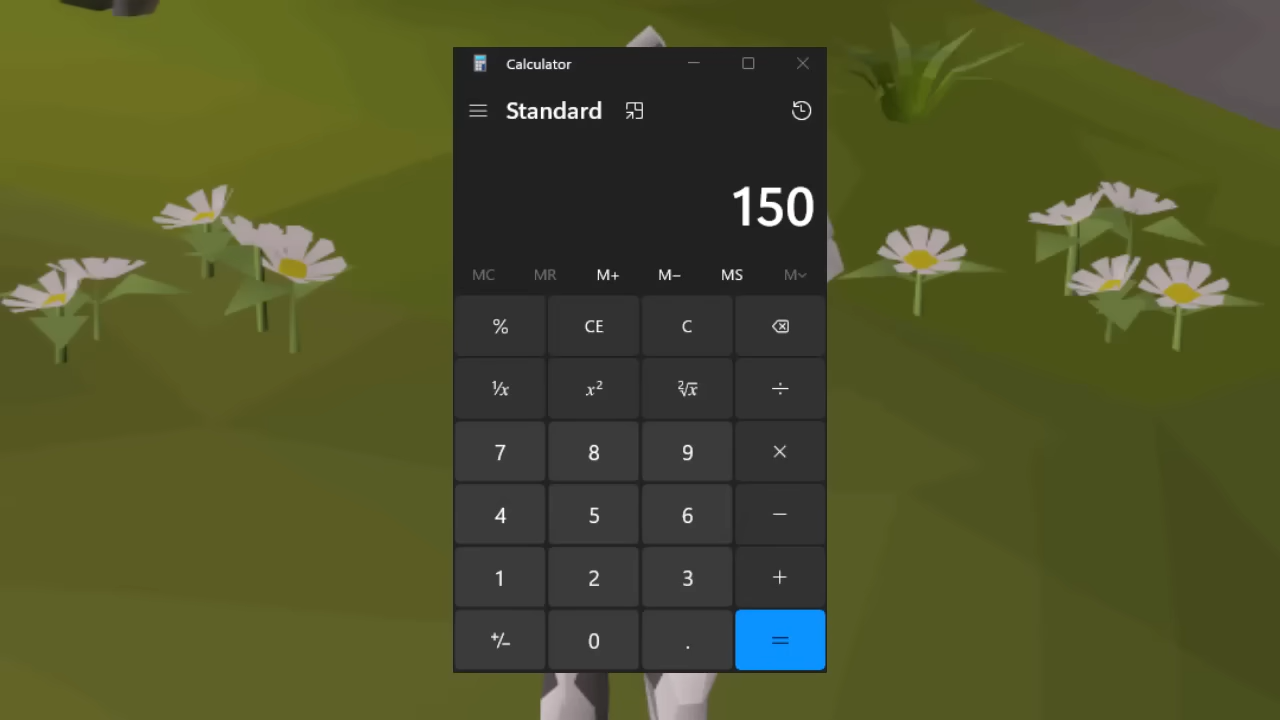 Calculator
Standard
150
MC MR M+ M− MS M
% CE C
¹⁄x x² ²√x ÷
7 8 9 ×
4 5 6 −
1 2 3 +
+/− 0 . =